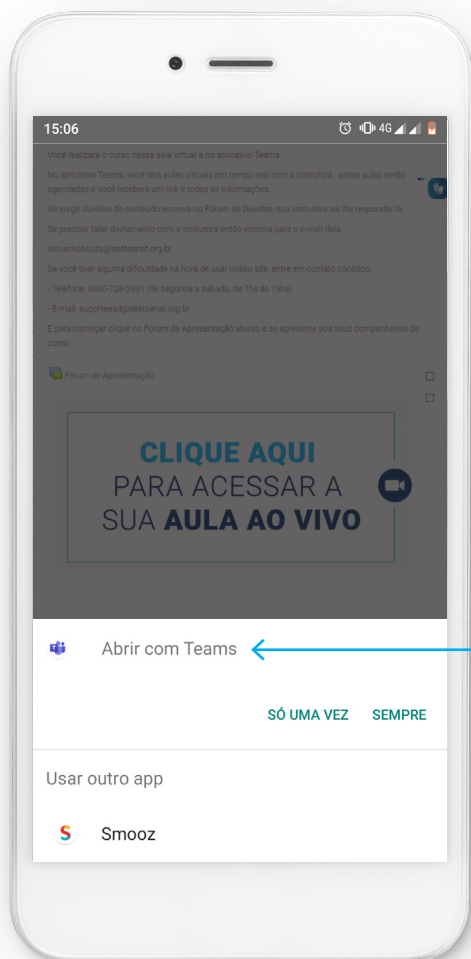 15:06
4G
Você realizará o curso nessa sala virtual e no aplicativo Teams.
No aplicativo Teams, você terá aulas virtuais em tempo real com a instrutora, essas aulas serão
agendadas e você receberá um link e todas as informações
Se surgir dúvidas de conteúdo escreva no Fórum de Dúvidas, sua instrutora vai lhe responder lá.
Se precisar falar diretamente com a instrutora então escreva para o e-mail dela
veruschasouza@sestsenat.org.br
Se você tiver alguma dificuldade na hora de usar nosso site, entre em contato conosco:
- Telefone: 0800-728-2891 (de segunda a sábado, de 7hs às 19hs)
- E-mail: suporteead@sestsenat.org.br
E para começar clique no Fórum de Apresentação abaixo e se apresente aos seus companheiros de
curso.
Fórum de Apresentação
CLIQUE AQUI
PARA ACESSAR A
SUA AULA AO VIVO
Abrir com Teams
SÓ UMA VEZ SEMPRE
Usar outro app
Smooz